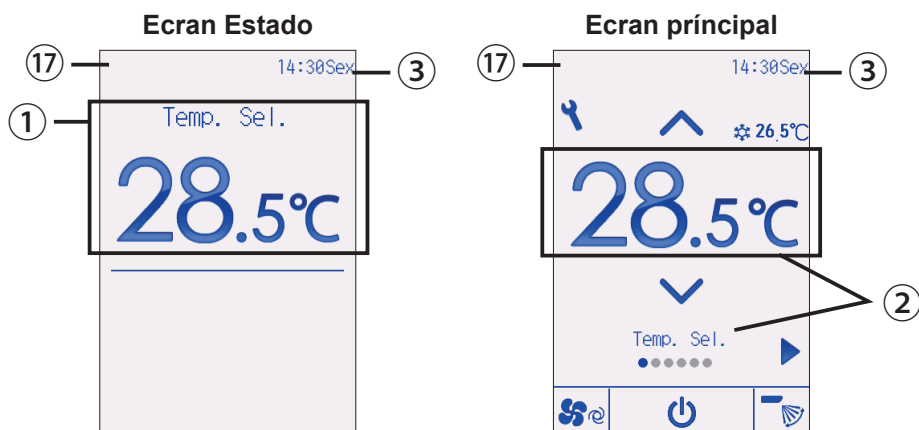 Ecran Estado
17
14:30Sex
3
1
Temp. Sel.
28.5℃
Ecran príncipal
17
14:30Sex
3
26.5℃
28.5℃
2
Temp. Sel.